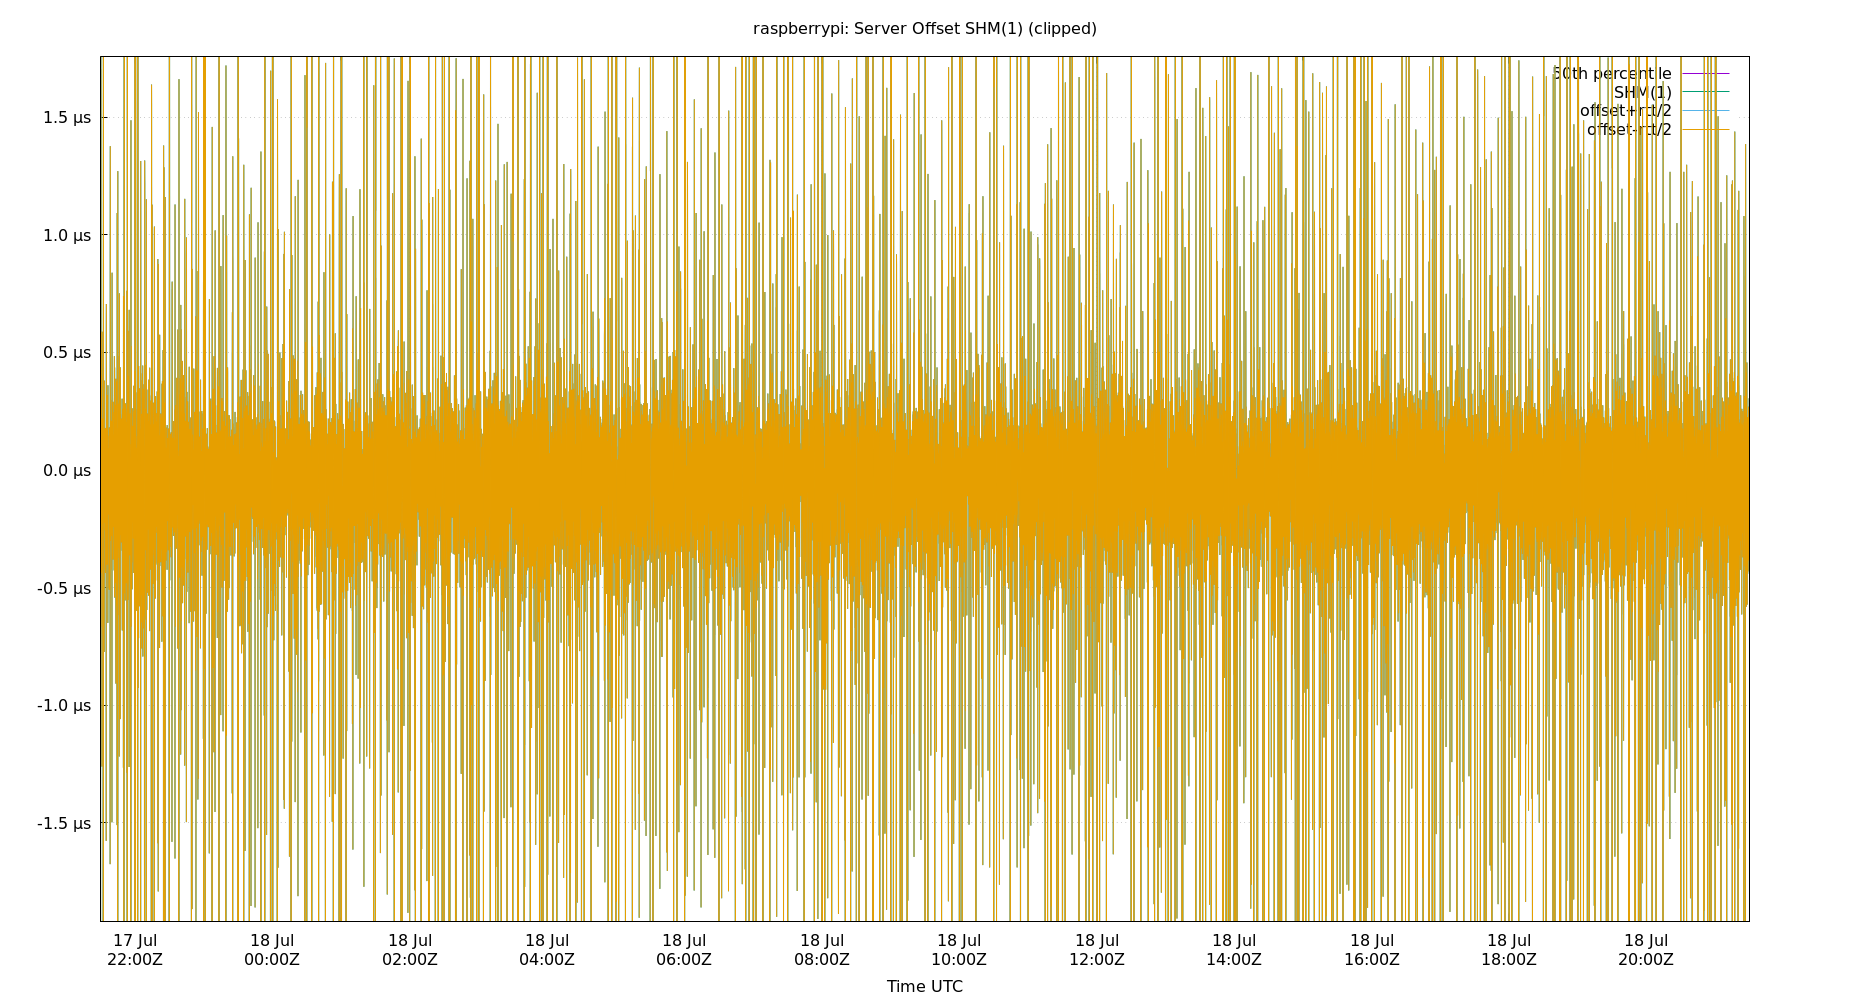 raspberrypi: Server Offset SHM(1) (clipped)
50th percentile
SHM(1)
offset+rtt/2
offset-rtt/2
1.5 µs
1.0 µs
0.5 µs
0.0 µs
-0.5 µs
-1.0 µs
-1.5 µs
17 Jul 18 Jul 18 Jul 18 Jul 18 Jul 18 Jul 18 Jul 18 Jul 18 Jul 18 Jul 18 Jul 18 Jul
22:00Z 00:00Z 02:00Z 04:00Z 06:00Z 08:00Z 10:00Z 12:00Z 14:00Z 16:00Z 18:00Z 20:00Z
Time UTC